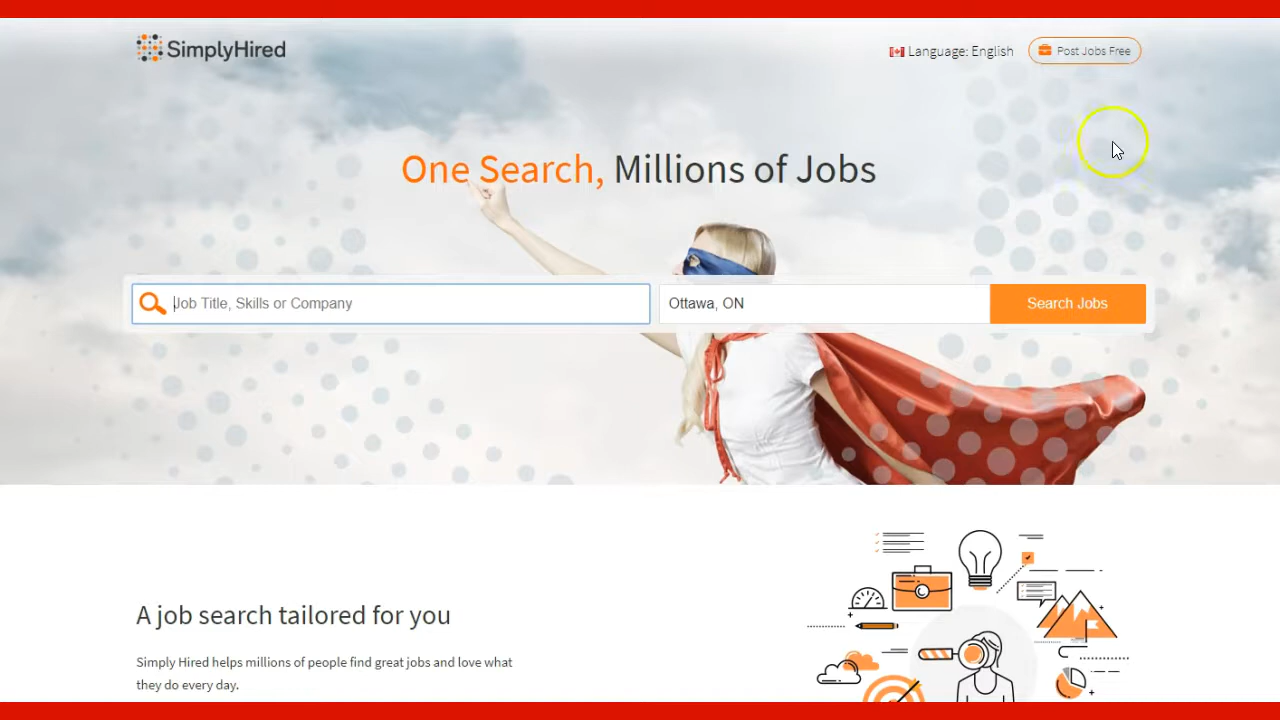 SimplyHired
Language: English
Post Jobs Free
One Search, Millions of Jobs
Job Title, Skills or Company
Ottawa, ON
Search Jobs
A job search tailored for you
Simply Hired helps millions of people find great jobs and love what
they do every day.